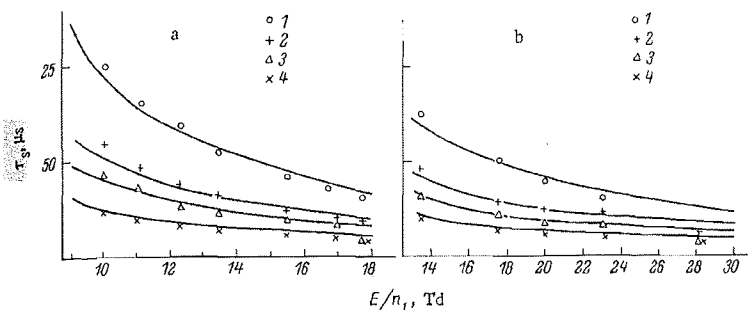 a
○ 1
+ 2
△ 3
× 4
b
○ 1
+ 2
△ 3
× 4
25
50
τs, μs
10 12 14 16 18
14 16 18 20 22 24 26 28 30
E/n₁, Td